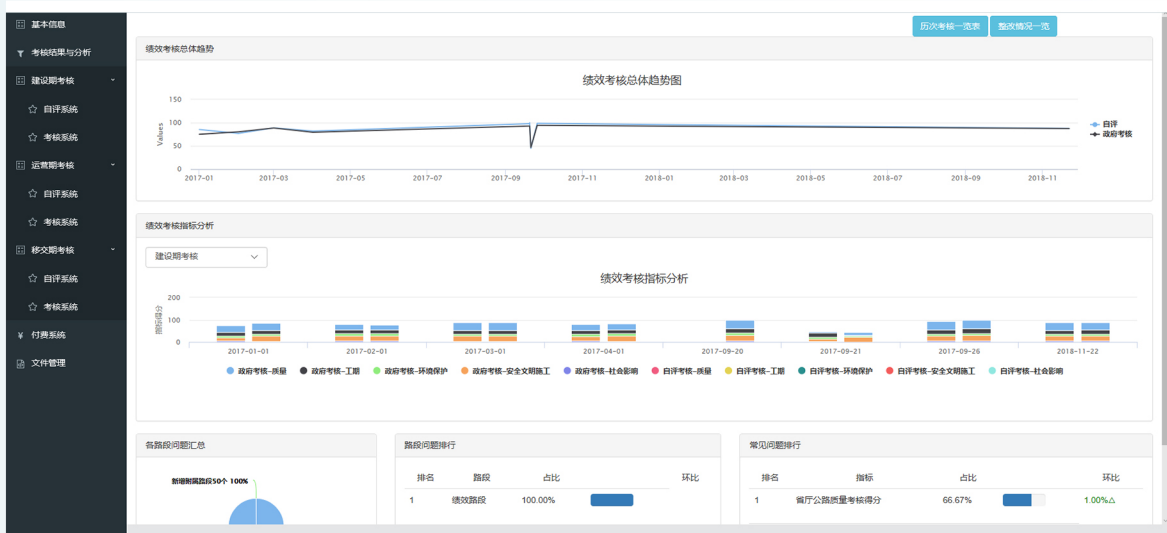 基本信息
考核结果与分析
建设期考核
自评系统
考核系统
运营期考核
自评系统
考核系统
移交期考核
自评系统
考核系统
付费系统
文件管理
历次考核一览表 整改情况一览
绩效考核总体趋势
绩效考核总体趋势图
150
100
50
0
Values
2017-01 2017-03 2017-05 2017-07 2017-09 2017-11 2018-01 2018-03 2018-05 2018-07 2018-09 2018-11
自评
政府考核
绩效考核指标分析
建设期考核
绩效考核指标分析
200
100
0
指标得分
2017-01-01 2017-02-01 2017-03-01 2017-04-01 2017-09-20 2017-09-21 2017-09-26 2018-11-22
政府考核-质量 政府考核-工期 政府考核-环境保护 政府考核-安全文明施工 政府考核-社会影响 自评考核-质量 自评考核-工期 自评考核-环境保护 自评考核-安全文明施工 自评考核-社会影响
各路段问题汇总
新增附属路段50个 100%
路段问题排行
排名 路段 占比 环比
1 绩效路段 100.00%
常见问题排行
排名 指标 占比 环比
1 省厅公路质量考核得分 66.67% 1.00%△